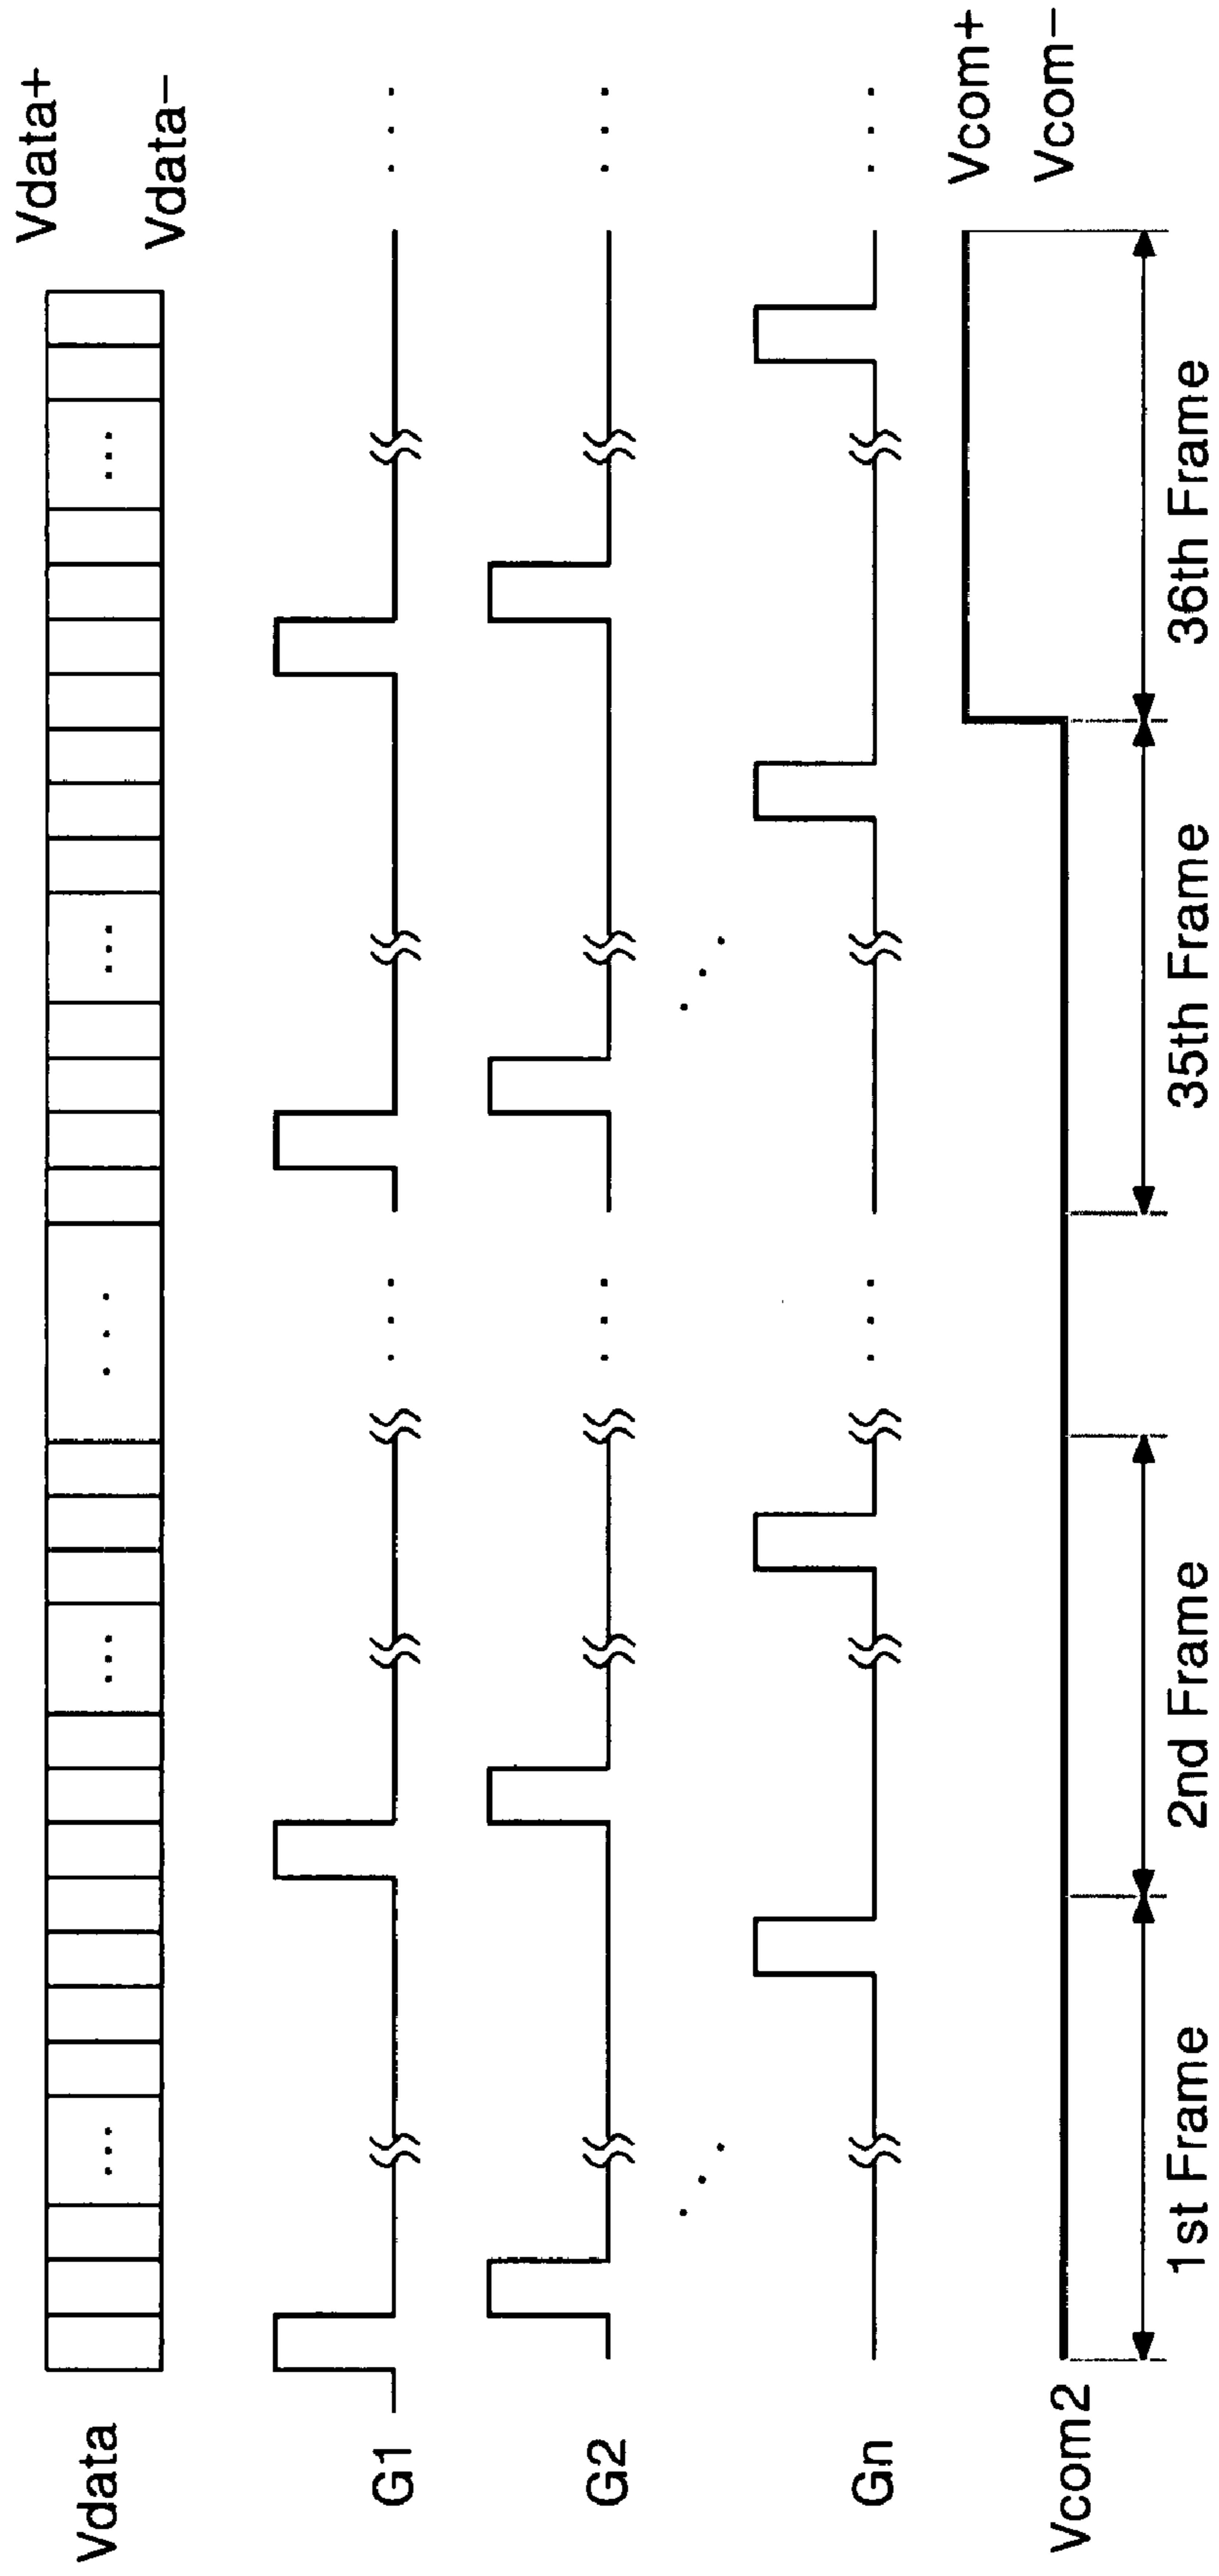 Vdata
Vdata+
Vdata−
G1
G2
Gn
Vcom2
Vcom+
Vcom−
1st Frame
2nd Frame
35th Frame
36th Frame